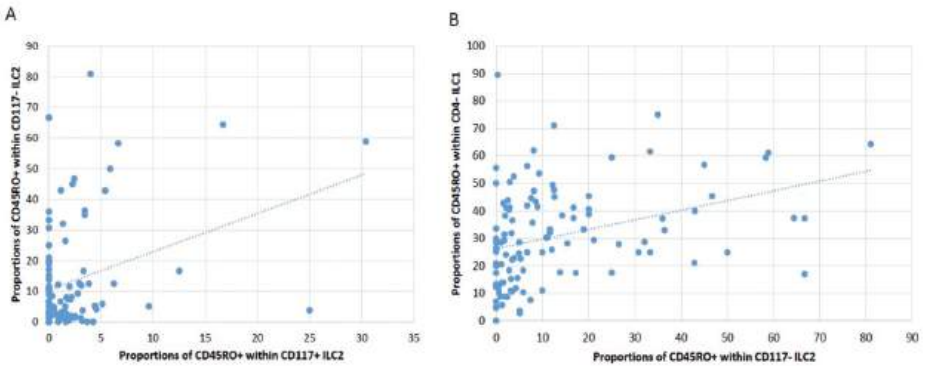 A
B
90
80
70
60
50
40
30
20
10
0
Proportions of CD45RO+ within CD117- ILC2
0 5 10 15 20 25 30 35
Proportions of CD45RO+ within CD117+ ILC2
100
90
80
70
60
50
40
30
20
10
0
Proportions of CD45RO+ within CD4- ILC1
0 10 20 30 40 50 60 70 80 90
Proportions of CD45RO+ within CD117- ILC2